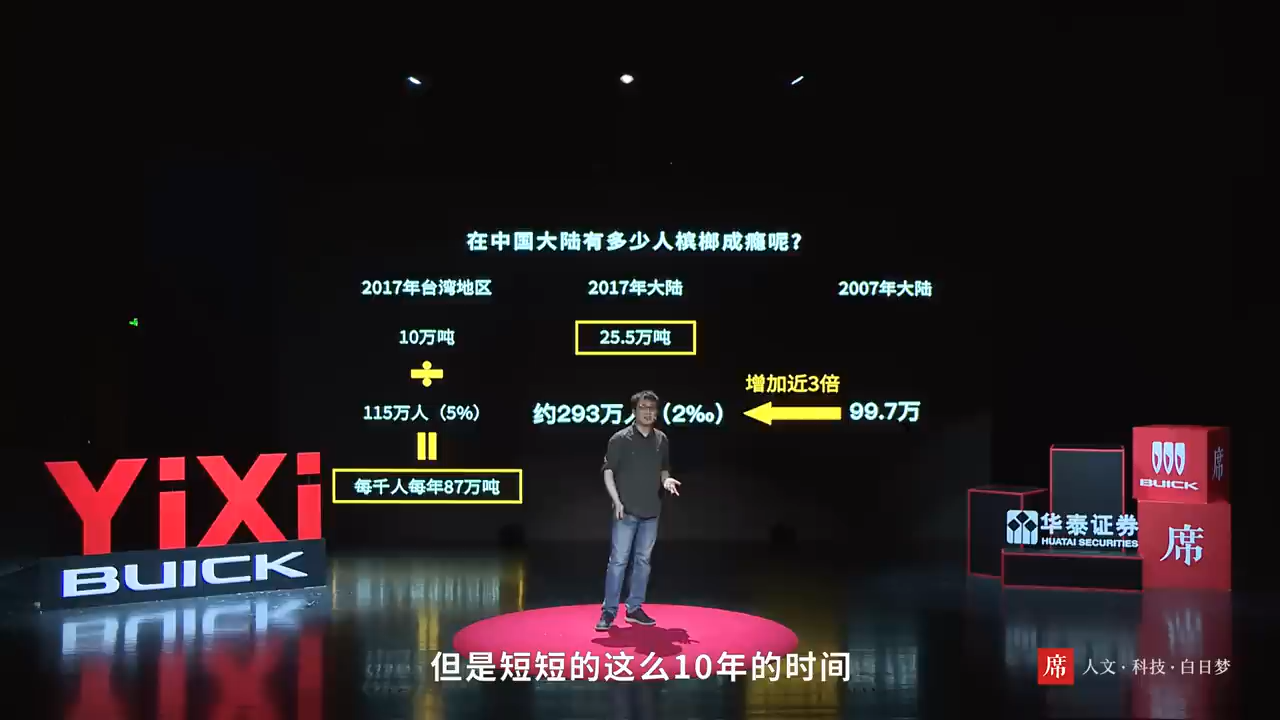 在中国大陆有多少人槟榔成瘾呢?
2017年台湾地区
2017年大陆
2007年大陆
10万吨
25.5万吨
÷
增加近3倍
115万人（5%）
约293万人（2‰）
99.7万
每千人每年87万吨
YiXi
BUICK
BUICK
席
华泰证券
HUATAI SECURITIES
席
但是短短的这么10年的时间
席 人文·科技·白日梦